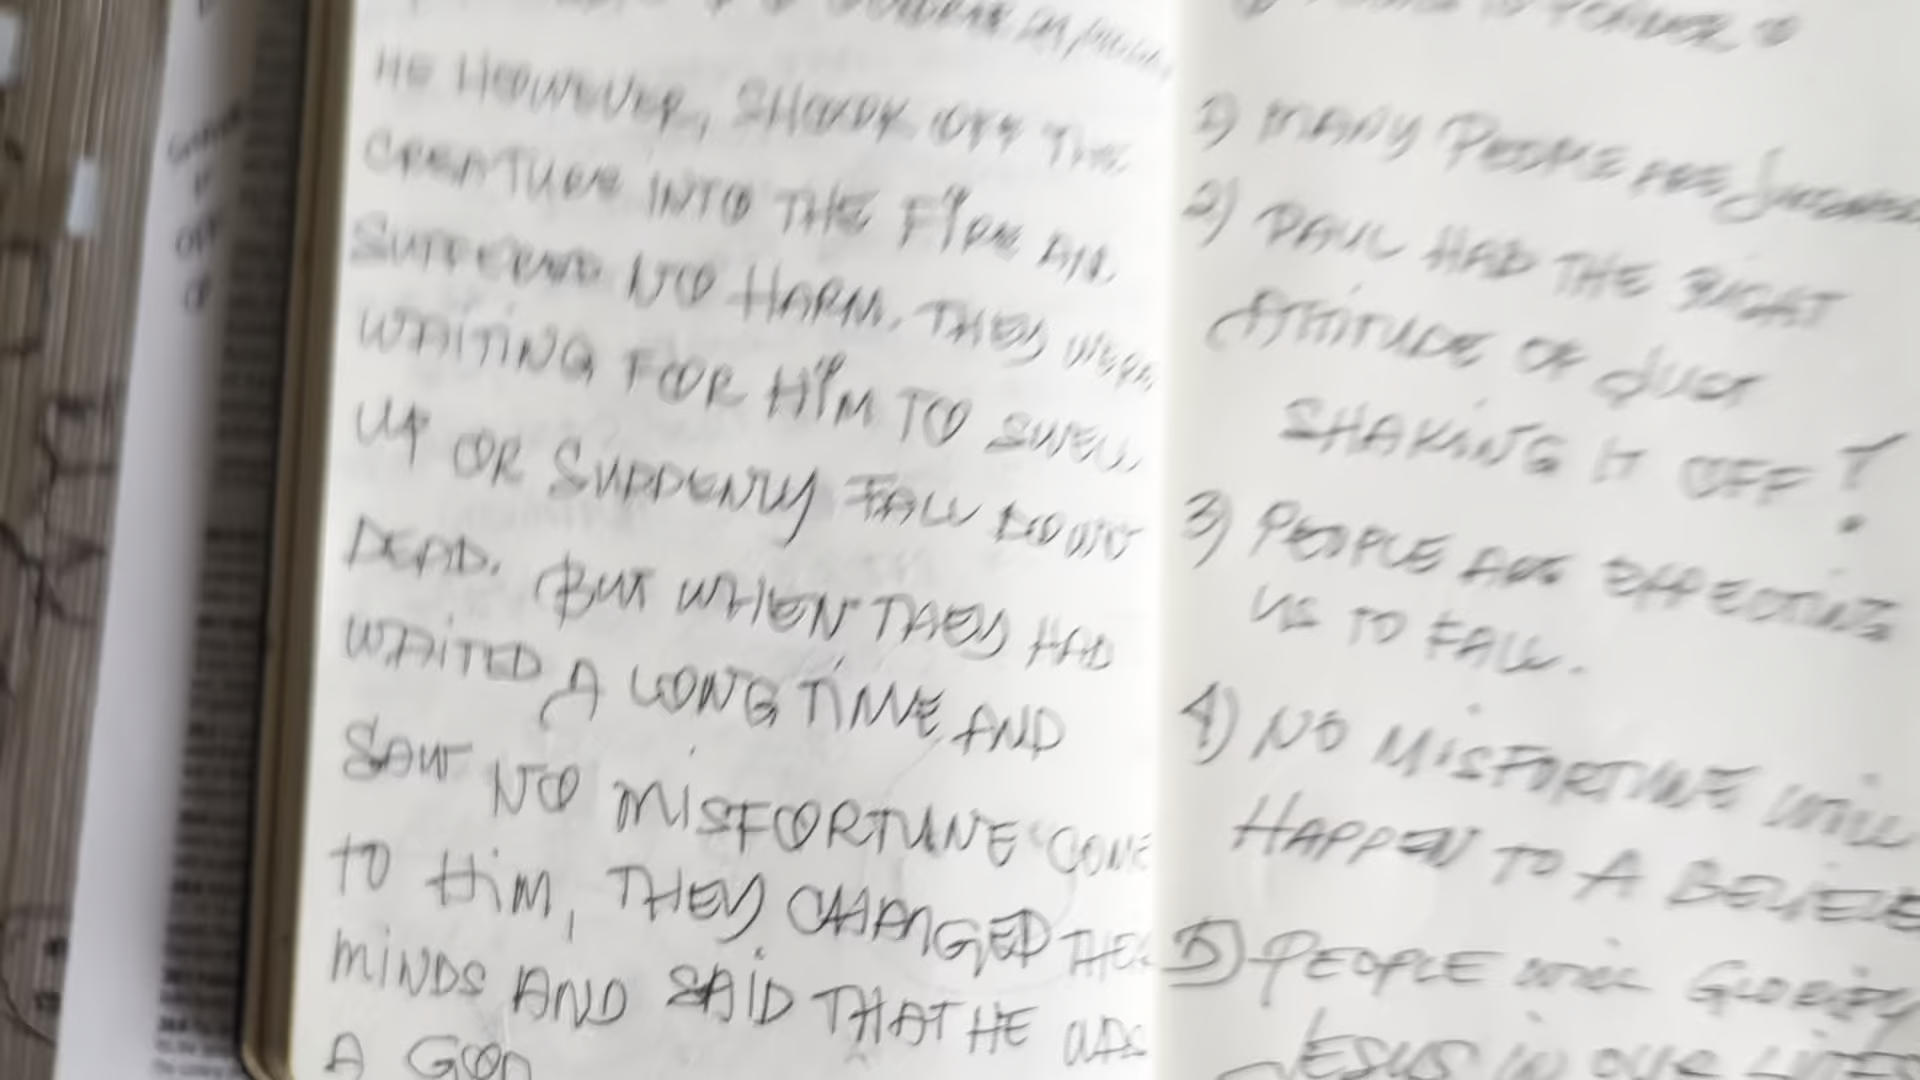 HE HOWEVER, SHOOK OFF THE
CREATURE INTO THE FIRE AND
SUFFERED NO HARM. THEY WERE
WAITING FOR HIM TO SWELL
UP OR SUDDENLY FALL DOWN
DEAD. BUT WHEN THEY HAD
WAITED A LONG TIME AND
SAW NO MISFORTUNE COME
TO HIM, THEY CHANGED THEI
MINDS AND SAID THAT HE WAS
A GOD
1) MANY PEOPLE ARE
2) PAUL HAD THE RIGHT
ATTITUDE OF JUST
SHAKING IT OFF!
3) PEOPLE ARE EFFECTING
US TO FALL.
4) NO MISFORTUNE WILL
HAPPEN TO A BELIEVE
5) PEOPLE WILL GLORIFY
JESUS IN OUR LIVES